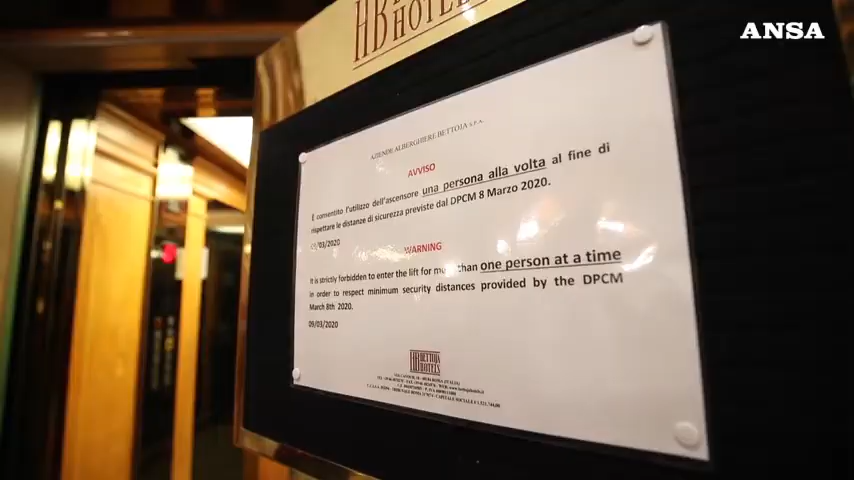 ANSA
HB
HOTELS
AZIENDE ALBERGHIERE BETTOJA S.P.A.
AVVISO
È consentito l'utilizzo dell'ascensore una persona alla volta al fine di
rispettare le distanze di sicurezza previste dal DPCM 8 Marzo 2020.
09/03/2020
WARNING
It is strictly forbidden to enter the lift for more than one person at a time
in order to respect minimum security distances provided by the DPCM
March 8th 2020.
09/03/2020
HB BETTOJA
HOTELS